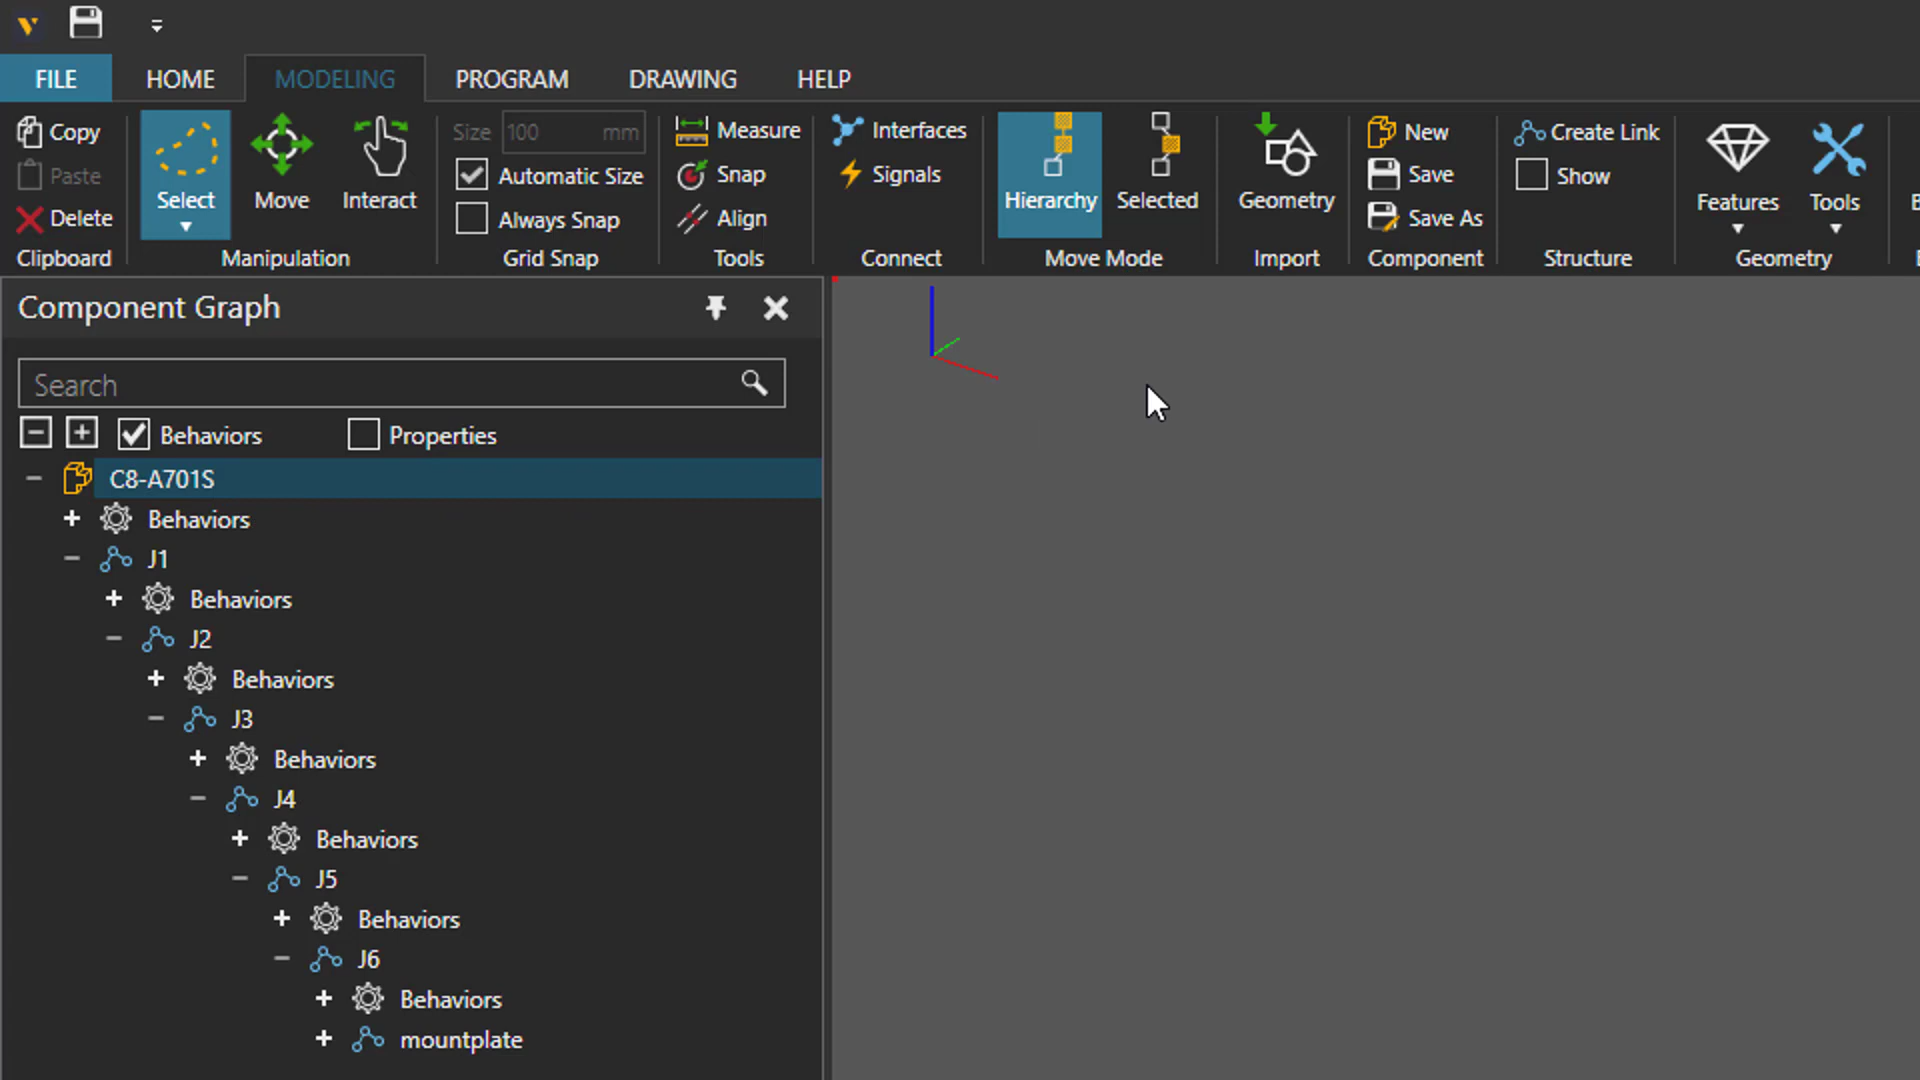 FILE HOME MODELING PROGRAM DRAWING HELP
Copy
Paste
Delete
Clipboard
Select
Move
Interact
Manipulation
Size 100 mm
Automatic Size
Always Snap
Grid Snap
Measure
Snap
Align
Tools
Interfaces
Signals
Connect
Hierarchy
Selected
Move Mode
Geometry
Import
New
Save
Save As
Component
Create Link
Show
Structure
Features
Tools
Geometry
Component Graph
Search
Behaviors Properties
C8-A701S
Behaviors
J1
Behaviors
J2
Behaviors
J3
Behaviors
J4
Behaviors
J5
Behaviors
J6
Behaviors
mountplate